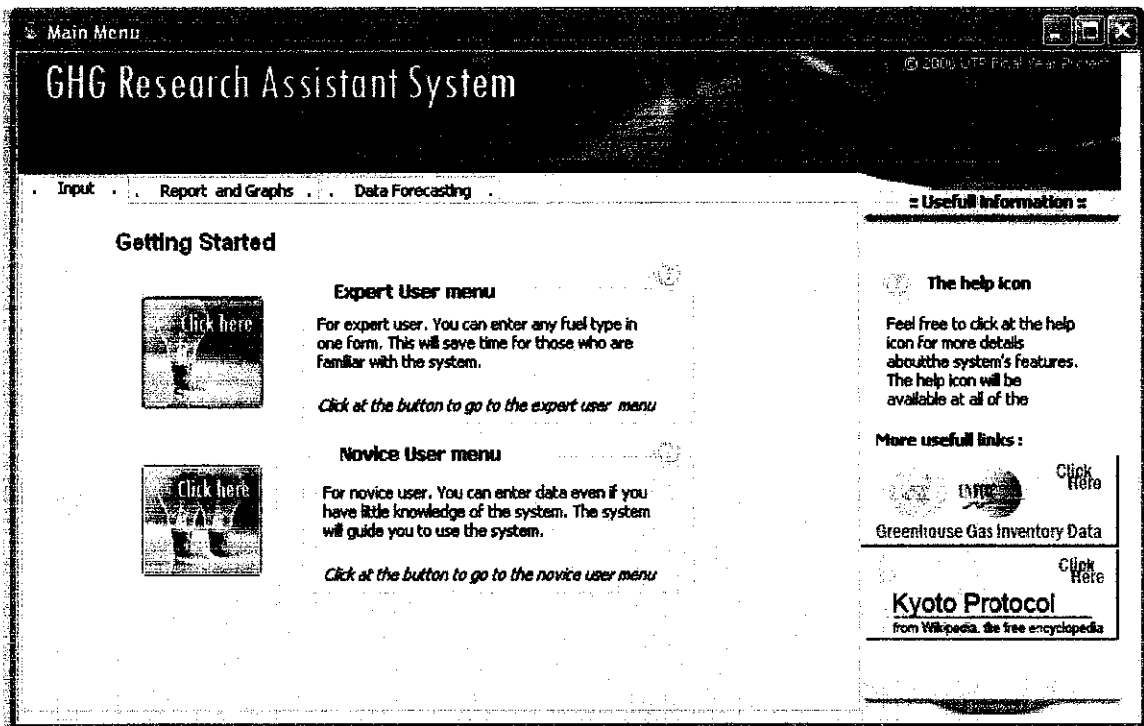 Main Menu
© 2006 UTP Final Year Project
GHG Research Assistant System
Input
Report and Graphs
Data Forecasting
Getting Started
Click here
Expert User menu
For expert user. You can enter any fuel type in
one form. This will save time for those who are
familiar with the system.
Click at the button to go to the expert user menu
Click here
Novice User menu
For novice user. You can enter data even if you
have little knowledge of the system. The system
will guide you to use the system.
Click at the button to go to the novice user menu
:: Usefull Information ::
The help icon
Feel free to click at the help
icon for more details
aboutthe system's features.
The help icon will be
available at all of the
More usefull links :
Click
Here
Greenhouse Gas Inventory Data
Click
Here
Kyoto Protocol
from Wikipedia, the free encyclopedia